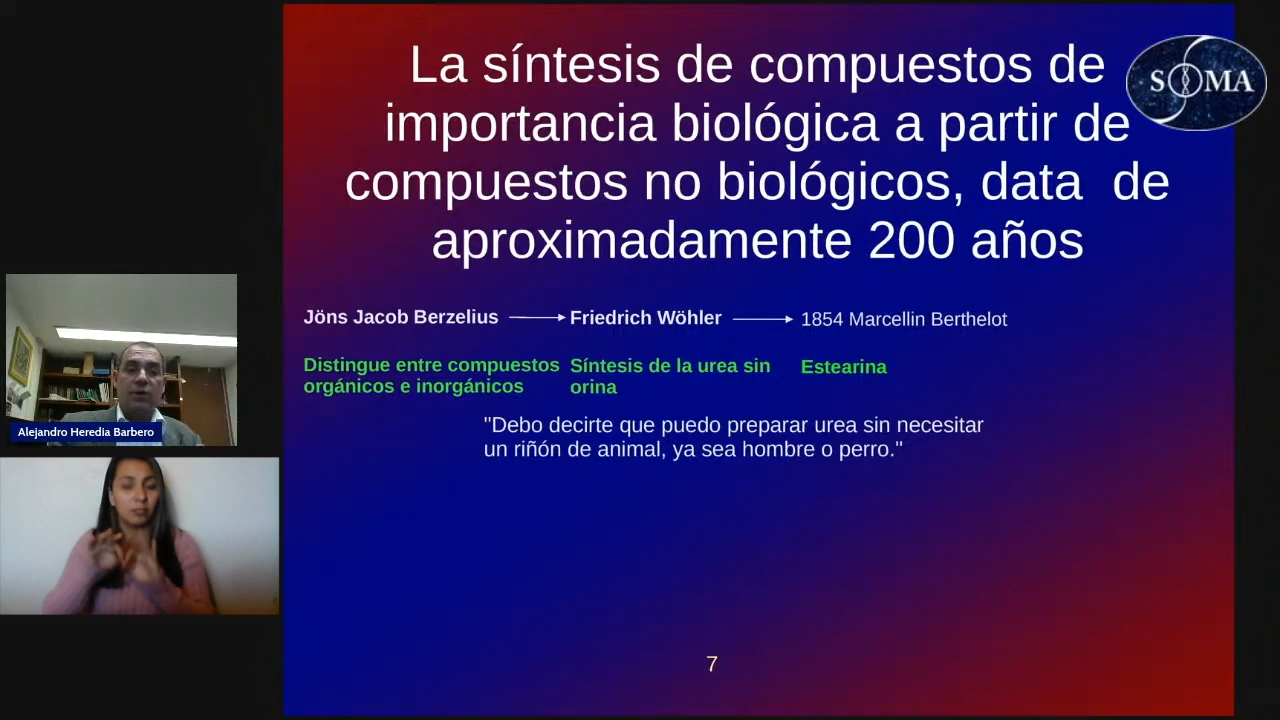 La síntesis de compuestos de
importancia biológica a partir de
compuestos no biológicos, data  de
aproximadamente 200 años
SOMA
Jöns Jacob Berzelius
Friedrich Wöhler
1854 Marcellin Berthelot
Distingue entre compuestos
orgánicos e inorgánicos
Síntesis de la urea sin
orina
Estearina
"Debo decirte que puedo preparar urea sin necesitar
un riñón de animal, ya sea hombre o perro."
Alejandro Heredia Barbero
7